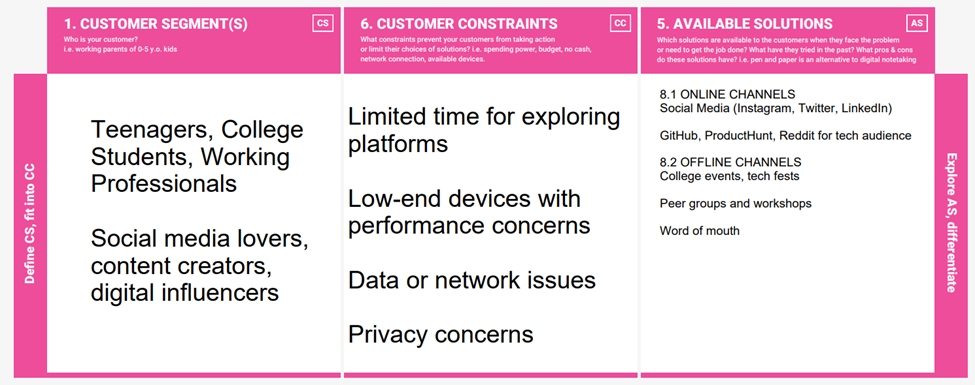 1. CUSTOMER SEGMENT(S)
CS
Who is your customer?
i.e. working parents of 0-5 y.o. kids
Define CS, fit into CC
Teenagers, College
Students, Working
Professionals
Social media lovers,
content creators,
digital influencers
6. CUSTOMER CONSTRAINTS
CC
What constraints prevent your customers from taking action
or limit their choices of solutions? i.e. spending power, budget, no cash,
network connection, available devices.
Limited time for exploring
platforms
Low-end devices with
performance concerns
Data or network issues
Privacy concerns
5. AVAILABLE SOLUTIONS
AS
Which solutions are available to the customers when they face the problem
or need to get the job done? What have they tried in the past? What pros & cons
do these solutions have? i.e. pen and paper is an alternative to digital notetaking
8.1 ONLINE CHANNELS
Social Media (Instagram, Twitter, LinkedIn)
GitHub, ProductHunt, Reddit for tech audience
8.2 OFFLINE CHANNELS
College events, tech fests
Peer groups and workshops
Word of mouth
Explore AS, differentiate